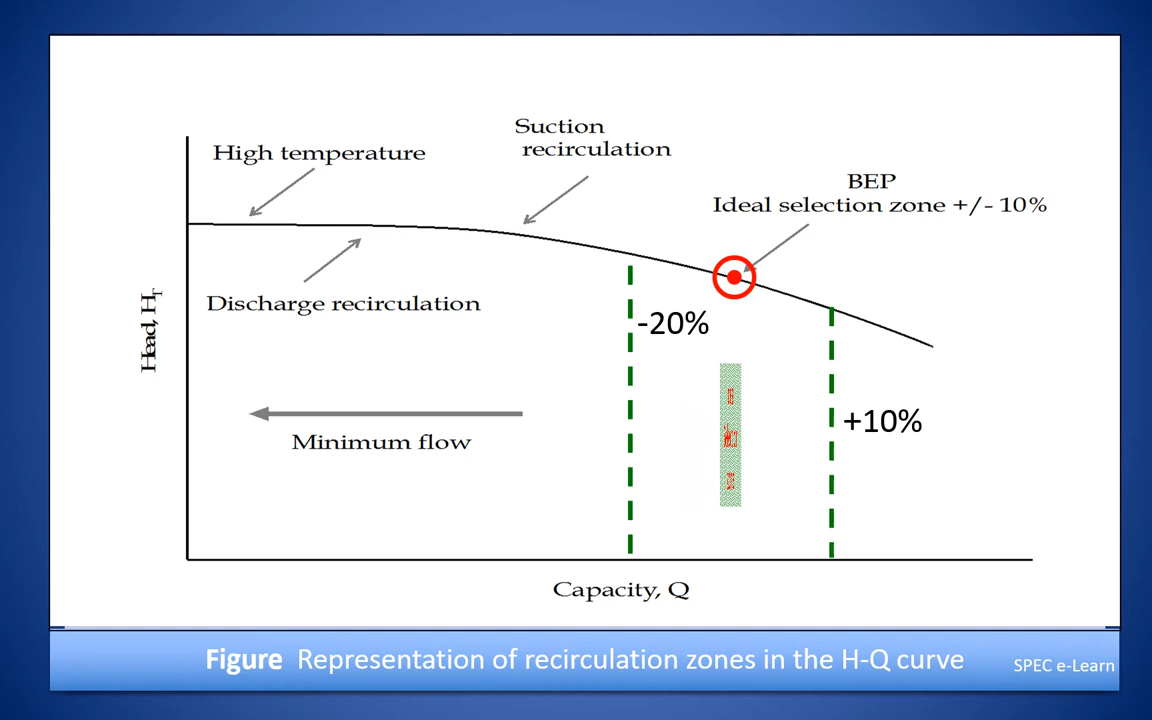 Suction
recirculation
High temperature
BEP
Ideal selection zone +/- 10%
Discharge recirculation
Head, Hr
-20%
+10%
Minimum flow
Capacity, Q
Figure Representation of recirculation zones in the H-Q curve
SPEC e-Learn